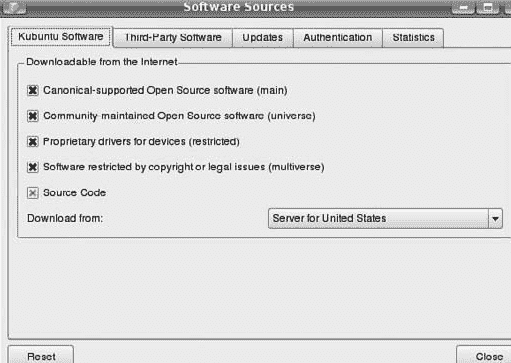 Software Sources
Kubuntu Software Third-Party Software Updates Authentication Statistics
Downloadable from the Internet
Canonical-supported Open Source software (main)
Community-maintained Open Source software (universe)
Proprietary drivers for devices (restricted)
Software restricted by copyright or legal issues (multiverse)
Source Code
Download from: Server for United States
Reset Close